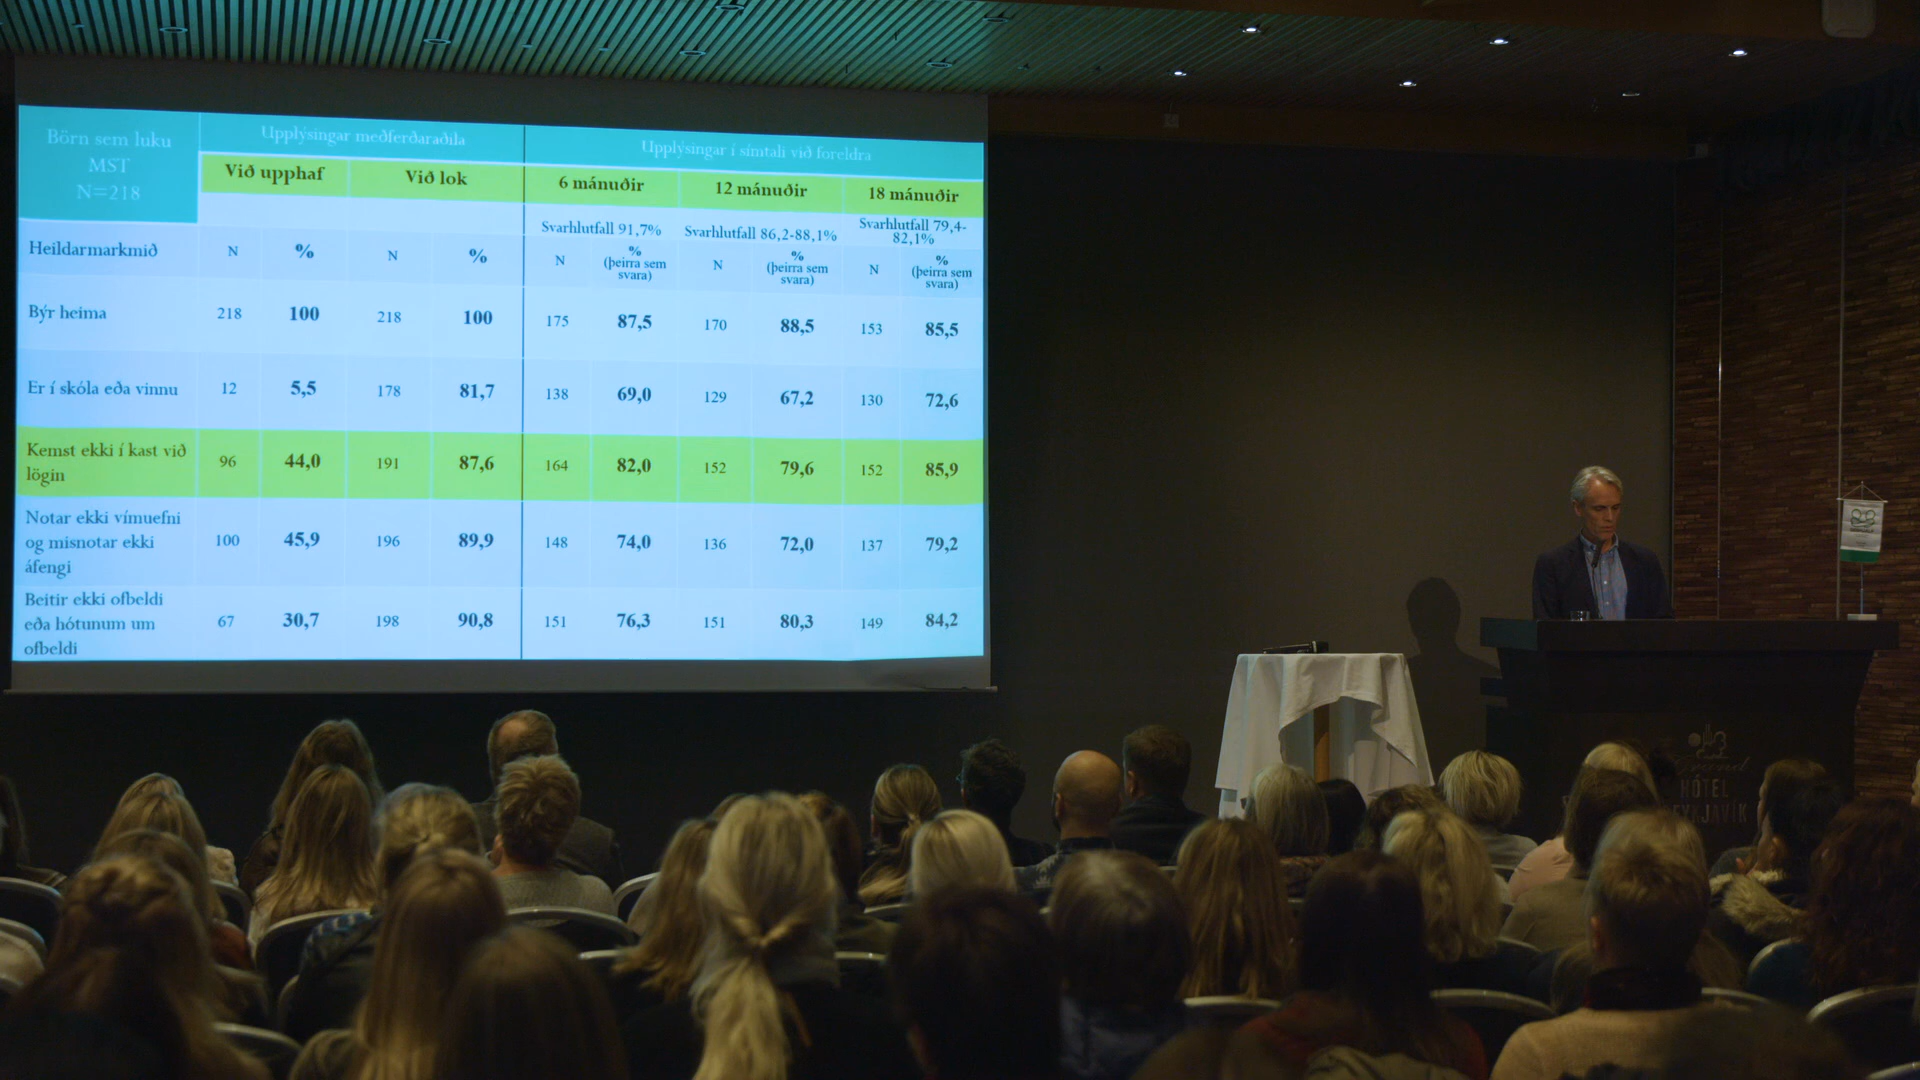 Börn sem luku
MST
N=218
Upplýsingar meðferðaraðila
Upplýsingar í símtali við foreldra
Við upphaf
Við lok
6 mánuðir
12 mánuðir
18 mánuðir
Svarhlutfall 91,7%
Svarhlutfall 86,2-88,1%
Svarhlutfall 79,4-
82,1%
Heildarmarkmið
N
%
N
%
N
%
(þeirra sem
svara)
N
%
(þeirra sem
svara)
N
%
(þeirra sem
svara)
Býr heima
218
100
218
100
175
87,5
170
88,5
153
85,5
Er í skóla eða vinnu
12
5,5
178
81,7
138
69,0
129
67,2
130
72,6
Kemst ekki í kast við
lögin
96
44,0
191
87,6
164
82,0
152
79,6
152
85,9
Notar ekki vímuefni
og misnotar ekki
áfengi
100
45,9
196
89,9
148
74,0
136
72,0
137
79,2
Beitir ekki ofbeldi
eða hótunum um
ofbeldi
67
30,7
198
90,8
151
76,3
151
80,3
149
84,2
HÓTEL